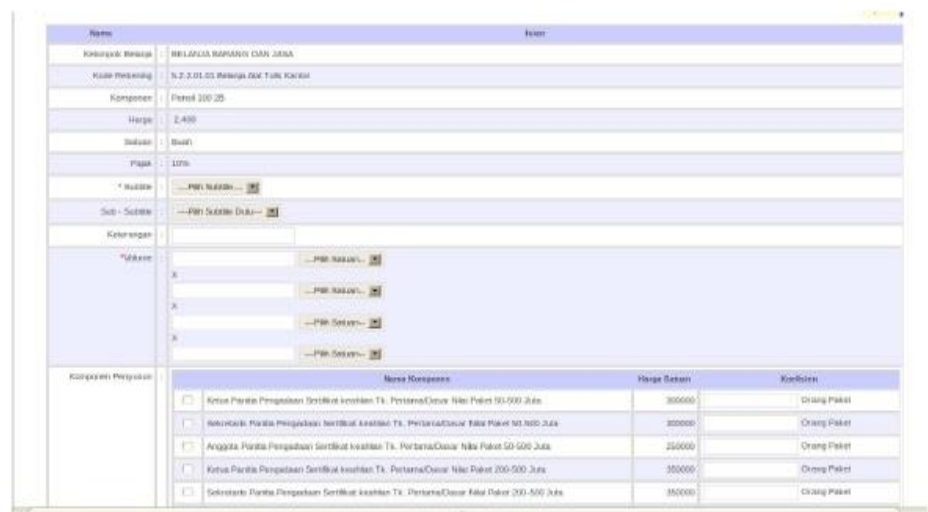 Nama Isian
Kelompok Belanja : BELANJA BARANG DAN JASA
Kode Rekening : 5.2.2.01.01 Belanja Alat Tulis Kantor
Komponen : Pensil 100 2B
Harga : 2,400
Satuan : Buah
Pajak : 10%
* Subtitle : ---Pilih Subtitle---
Sub - Subtitle : ---Pilih Subtitle Dulu---
Keterangan :
*Volume : ---Pilih Satuan---
X
---Pilih Satuan---
X
---Pilih Satuan---
X
---Pilih Satuan---
Komponen Penyusun : Nama Komponen Harga Satuan Koefisien
Ketua Panitia Pengadaan Sertifikat keahlian Tk. Pertama/Dasar Nilai Paket 50-500 Juta 300000 Orang Paket
Sekretaris Panitia Pengadaan Sertifikat keahlian Tk. Pertama/Dasar Nilai Paket 50-500 Juta 300000 Orang Paket
Anggota Panitia Pengadaan Sertifikat keahlian Tk. Pertama/Dasar Nilai Paket 50-500 Juta 250000 Orang Paket
Ketua Panitia Pengadaan Sertifikat keahlian Tk. Pertama/Dasar Nilai Paket 200-500 Juta 350000 Orang Paket
Sekretaris Panitia Pengadaan Sertifikat keahlian Tk. Pertama/Dasar Nilai Paket 200-500 Juta 350000 Orang Paket